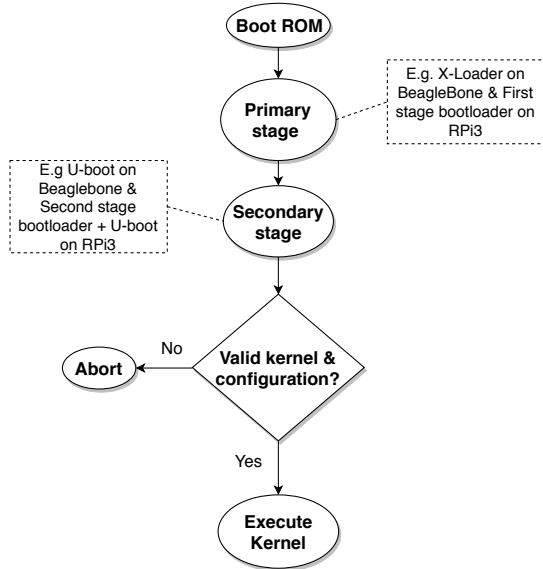 Boot ROM
E.g. X-Loader on
BeagleBone & First
stage bootloader on
RPi3
Primary
stage
E.g U-boot on
Beaglebone &
Second stage
bootloader + U-boot
on RPi3
Secondary
stage
Valid kernel &
configuration?
No
Abort
Yes
Execute
Kernel